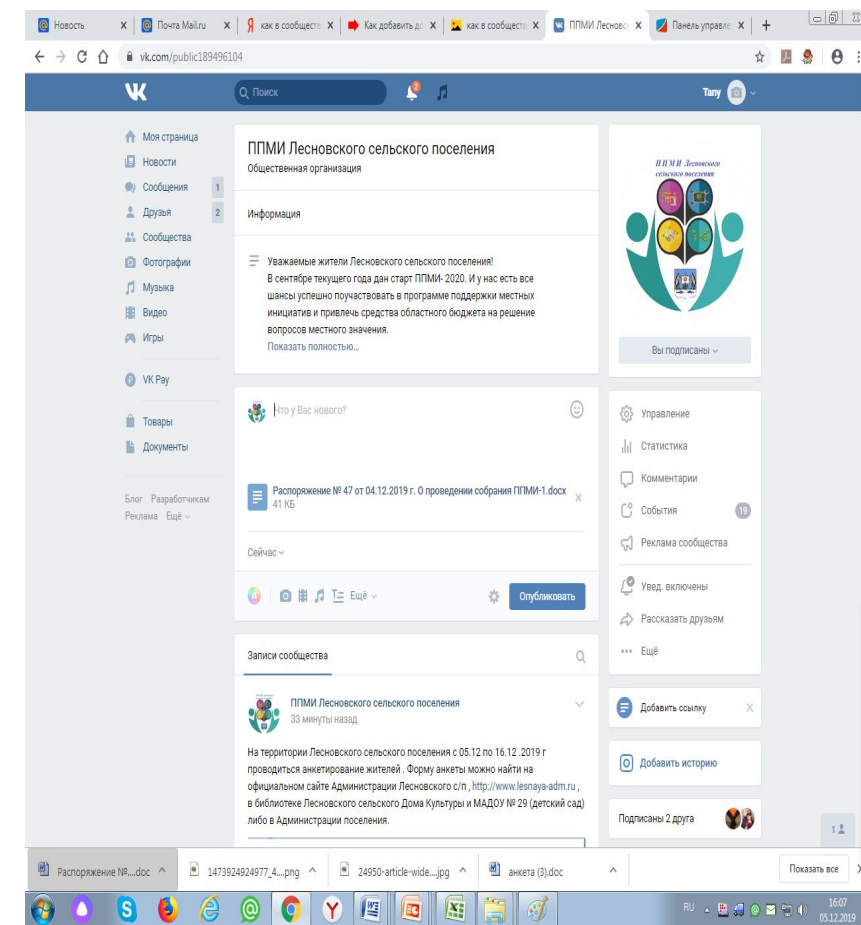 Новость
Почта Mail.ru
как в сообществ
Как добавить до
как в сообщест
ППМИ Лесновс
Панель управле
vk.com/public189496104
Поиск
2
Tany
Моя страница
Новости
Сообщения 1
Друзья 2
Сообщества
Фотографии
Музыка
Видео
Игры
VK Pay
Товары
Документы
Блог Разработчикам
Реклама Ещё
ППМИ Лесновского сельского поселения
Общественная организация
Информация
Уважаемые жители Лесновского сельского поселения!
В сентябре текущего года дан старт ППМИ- 2020. И у нас есть все
шансы успешно поучаствовать в программе поддержки местных
инициатив и привлечь средства областного бюджета на решение
вопросов местного значения.
Показать полностью...
Что у Вас нового?
Распоряжение № 47 от 04.12.2019 г. О проведении собрания ППМИ-1.docx
41 КБ
Сейчас
Ещё
Опубликовать
Записи сообщества
ППМИ Лесновского сельского поселения
33 минуты назад
На территории Лесновского сельского поселения с 05.12 по 16.12 .2019 г
проводиться анкетирование жителей . Форму анкеты можно найти на
официальном сайте Администрации Лесновского с/п , http://www.lesnaya-adm.ru ,
в библиотеке Лесновского сельского Дома Культуры и МАДОУ № 29 (детский сад)
либо в Администрации поселения.
ППМИ Лесновского
сельского поселения
Вы подписаны
Управление
Статистика
Комментарии
События 19
Реклама сообщества
Увед. включены
Рассказать друзьям
Ещё
Добавить ссылку
Добавить историю
Подписаны 2 друга
1
Распоряжение №....doc
1473924924977_4....png
24950-article-wide....jpg
анкета (3).doc
Показать все
RU
16:07
05.12.2019